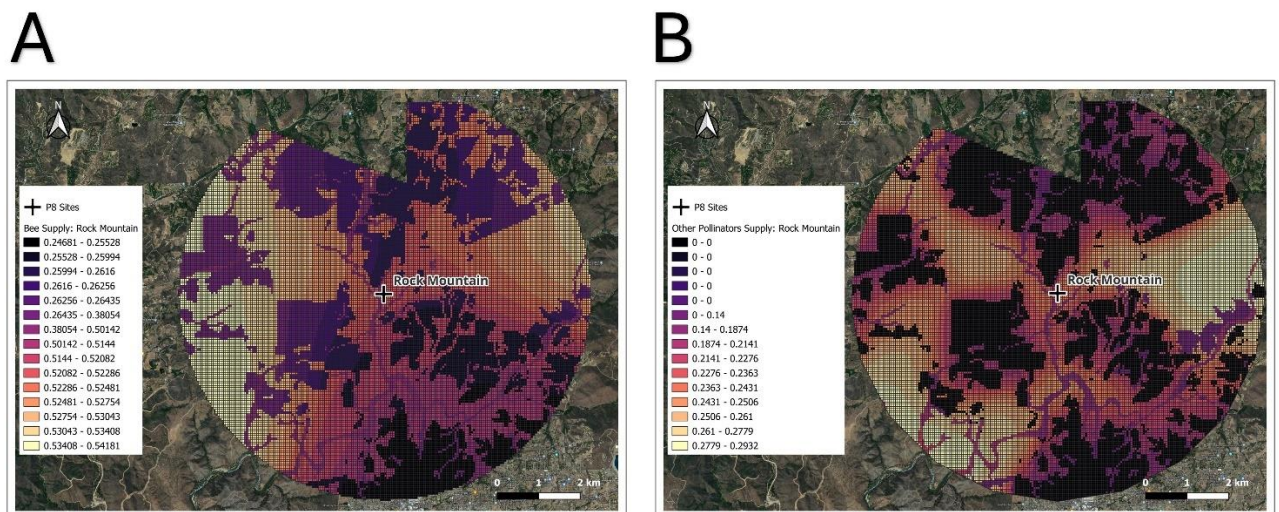 A
N
P8 Sites
Bee Supply: Rock Mountain
0.24681 - 0.25528
0.25528 - 0.25994
0.25994 - 0.2616
0.2616 - 0.26256
0.26256 - 0.26435
0.26435 - 0.38054
0.38054 - 0.50142
0.50142 - 0.5144
0.5144 - 0.52082
0.52082 - 0.52286
0.52286 - 0.52481
0.52481 - 0.52754
0.52754 - 0.53043
0.53043 - 0.53408
0.53408 - 0.54181
Rock Mountain
0 1 2 km
B
N
P8 Sites
Other Pollinators Supply: Rock Mountain
0 - 0
0 - 0
0 - 0
0 - 0
0 - 0
0 - 0.14
0.14 - 0.1874
0.1874 - 0.2141
0.2141 - 0.2276
0.2276 - 0.2363
0.2363 - 0.2431
0.2431 - 0.2506
0.2506 - 0.261
0.261 - 0.2779
0.2779 - 0.2932
Rock Mountain
0 1 2 km